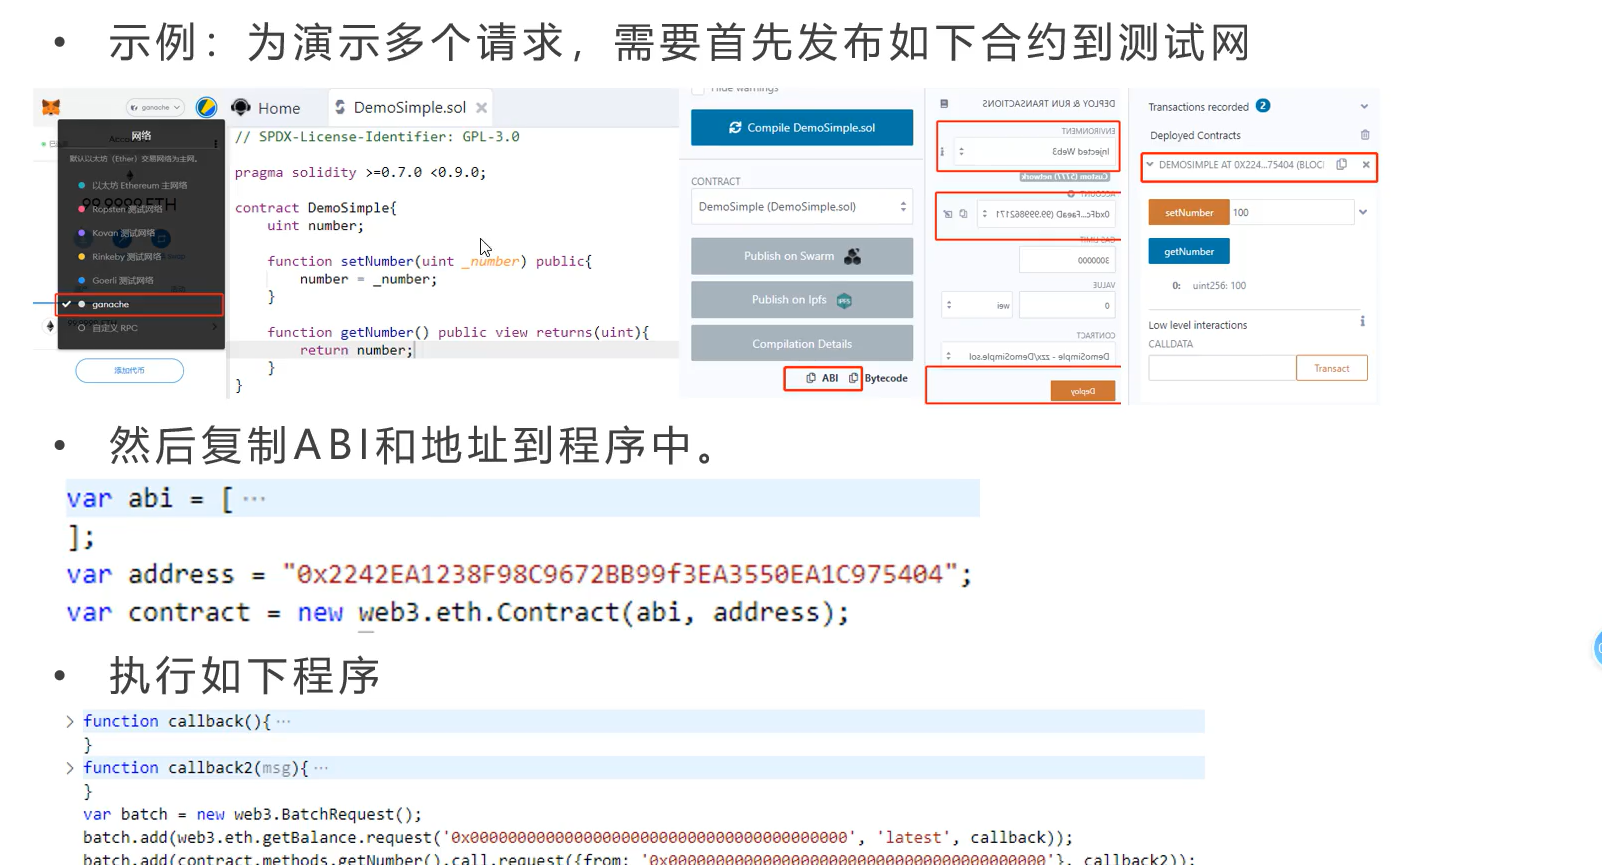 • 示例：为演示多个请求，需要首先发布如下合约到测试网
ganache
Home
DemoSimple.sol
网络
默认以太坊（Ether）交易网络为主网。
以太坊 Ethereum 主网络
Ropsten 测试网络
Kovan 测试网络
Rinkeby 测试网络
Goerli 测试网络
ganache
自定义 RPC
添加代币
// SPDX-License-Identifier: GPL-3.0
pragma solidity >=0.7.0 <0.9.0;
contract DemoSimple{
uint number;
function setNumber(uint _number) public{
number = _number;
}
function getNumber() public view returns(uint){
return number;
}
}
Hide warnings
Compile DemoSimple.sol
CONTRACT
DemoSimple (DemoSimple.sol)
Publish on Swarm
Publish on Ipfs
Compilation Details
ABI
Bytecode
DEPLOY & RUN TRANSACTIONS
ENVIRONMENT
Injected Web3
Custom (5777) network
ACCOUNT
GAS LIMIT
3000000
VALUE
0
wei
CONTRACT
Deploy
Transactions recorded 2
Deployed Contracts
DEMOSIMPLE AT 0X224...75404 (BLOC
setNumber
100
getNumber
0: uint256: 100
Low level interactions
CALLDATA
Transact
• 然后复制ABI和地址到程序中。
var abi = [ ···
];
var address = "0x2242EA1238F98C9672BB99f3EA3550EA1C975404";
var contract = new web3.eth.Contract(abi, address);
• 执行如下程序
function callback(){ ···
}
function callback2(msg){ ···
}
var batch = new web3.BatchRequest();
batch.add(web3.eth.getBalance.request('0x0000000000000000000000000000000000000000', 'latest', callback));
batch.add(contract.methods.getNumber().call.request({from: '0x0000000000000000000000000000000000000000'}, callback2));